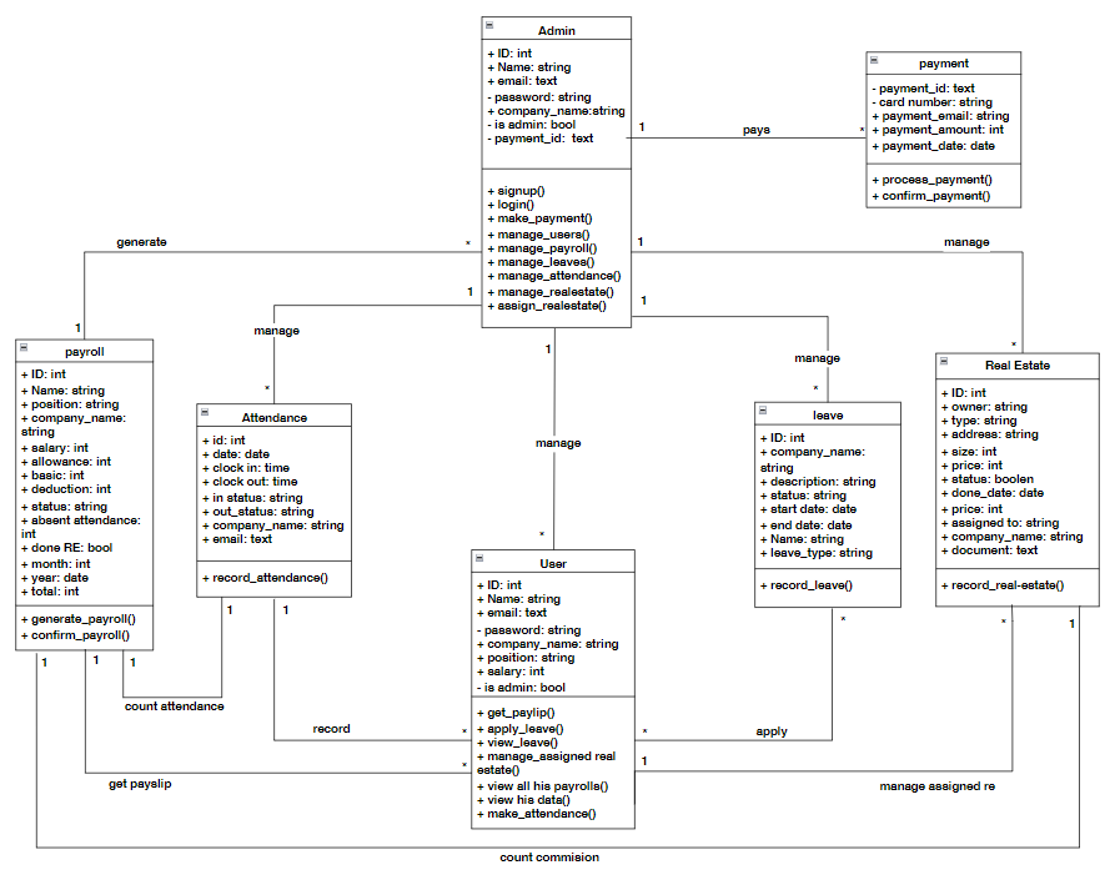 Admin
+ ID: int
+ Name: string
+ email: text
- password: string
+ company_name:string
- is admin: bool
- payment_id: text
+ signup()
+ login()
+ make_payment()
+ manage_users()
+ manage_payroll()
+ manage_leaves()
+ manage_attendance()
+ manage_realestate()
+ assign_realestate()
payment
- payment_id: text
- card number: string
+ payment_email: string
+ payment_amount: int
+ payment_date: date
+ process_payment()
+ confirm_payment()
1
pays
*
generate
*
1
1
manage
*
1
manage
*
1
manage
*
1
manage
*
payroll
+ ID: int
+ Name: string
+ position: string
+ company_name:
string
+ salary: int
+ allowance: int
+ basic: int
+ deduction: int
+ status: string
+ absent attendance:
int
+ done RE: bool
+ month: int
+ year: date
+ total: int
+ generate_payroll()
+ confirm_payroll()
Attendance
+ id: int
+ date: date
+ clock in: time
+ clock out: time
+ in status: string
+ out_status: string
+ company_name: string
+ email: text
+ record_attendance()
leave
+ ID: int
+ company_name:
string
+ description: string
+ status: string
+ start date: date
+ end date: date
+ Name: string
+ leave_type: string
+ record_leave()
Real Estate
+ ID: int
+ owner: string
+ type: string
+ address: string
+ size: int
+ price: int
+ status: boolen
+ done_date: date
+ price: int
+ assigned to: string
+ company_name: string
+ document: text
+ record_real-estate()
User
+ ID: int
+ Name: string
+ email: text
- password: string
+ company_name: string
+ position: string
+ salary: int
- is admin: bool
+ get_paylip()
+ apply_leave()
+ view_leave()
+ manage_assigned real
estate()
+ view all his payrolls()
+ view his data()
+ make_attendance()
1
1
1
1
1
count attendance
record
*
get payslip
*
*
apply
*
*
1
manage assigned re
1
count commision